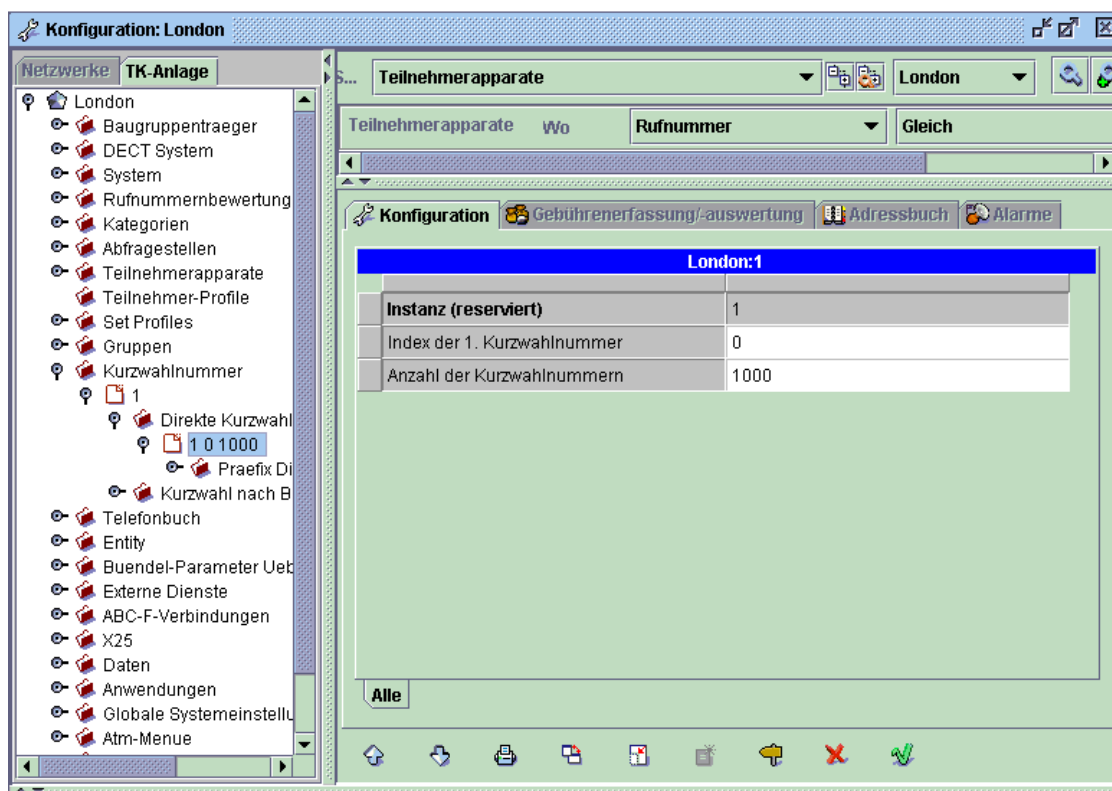 Konfiguration: London
Netzwerke TK-Anlage
London
Baugruppentraeger
DECT System
System
Rufnummernbewertung
Kategorien
Abfragestellen
Teilnehmerapparate
Teilnehmer-Profile
Set Profiles
Gruppen
Kurzwahlnummer
1
Direkte Kurzwahl
1 0 1000
Praefix Di
Kurzwahl nach B
Telefonbuch
Entity
Buendel-Parameter Ueb
Externe Dienste
ABC-F-Verbindungen
X25
Daten
Anwendungen
Globale Systemeinstellu
Atm-Menue
S... Teilnehmerapparate London
Teilnehmerapparate Wo Rufnummer Gleich
Konfiguration Gebührenerfassung/-auswertung Adressbuch Alarme
London:1
Instanz (reserviert) 1
Index der 1. Kurzwahlnummer 0
Anzahl der Kurzwahlnummern 1000
Alle